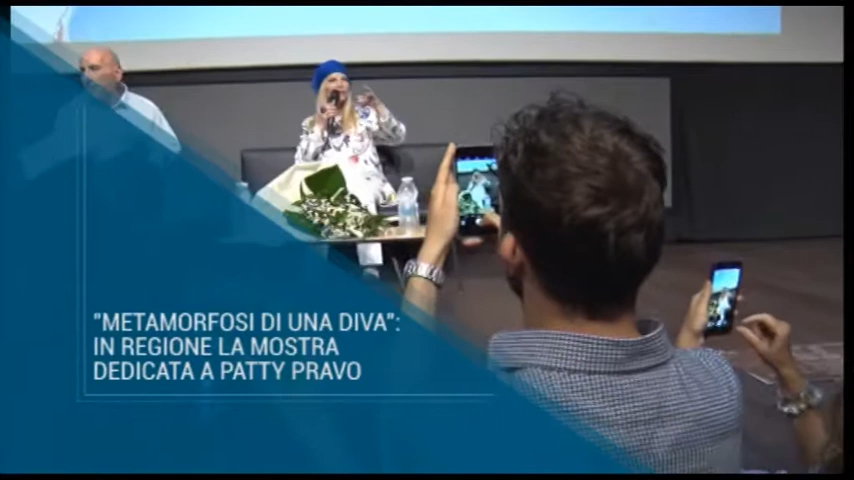 "METAMORFOSI DI UNA DIVA":
IN REGIONE LA MOSTRA
DEDICATA A PATTY PRAVO